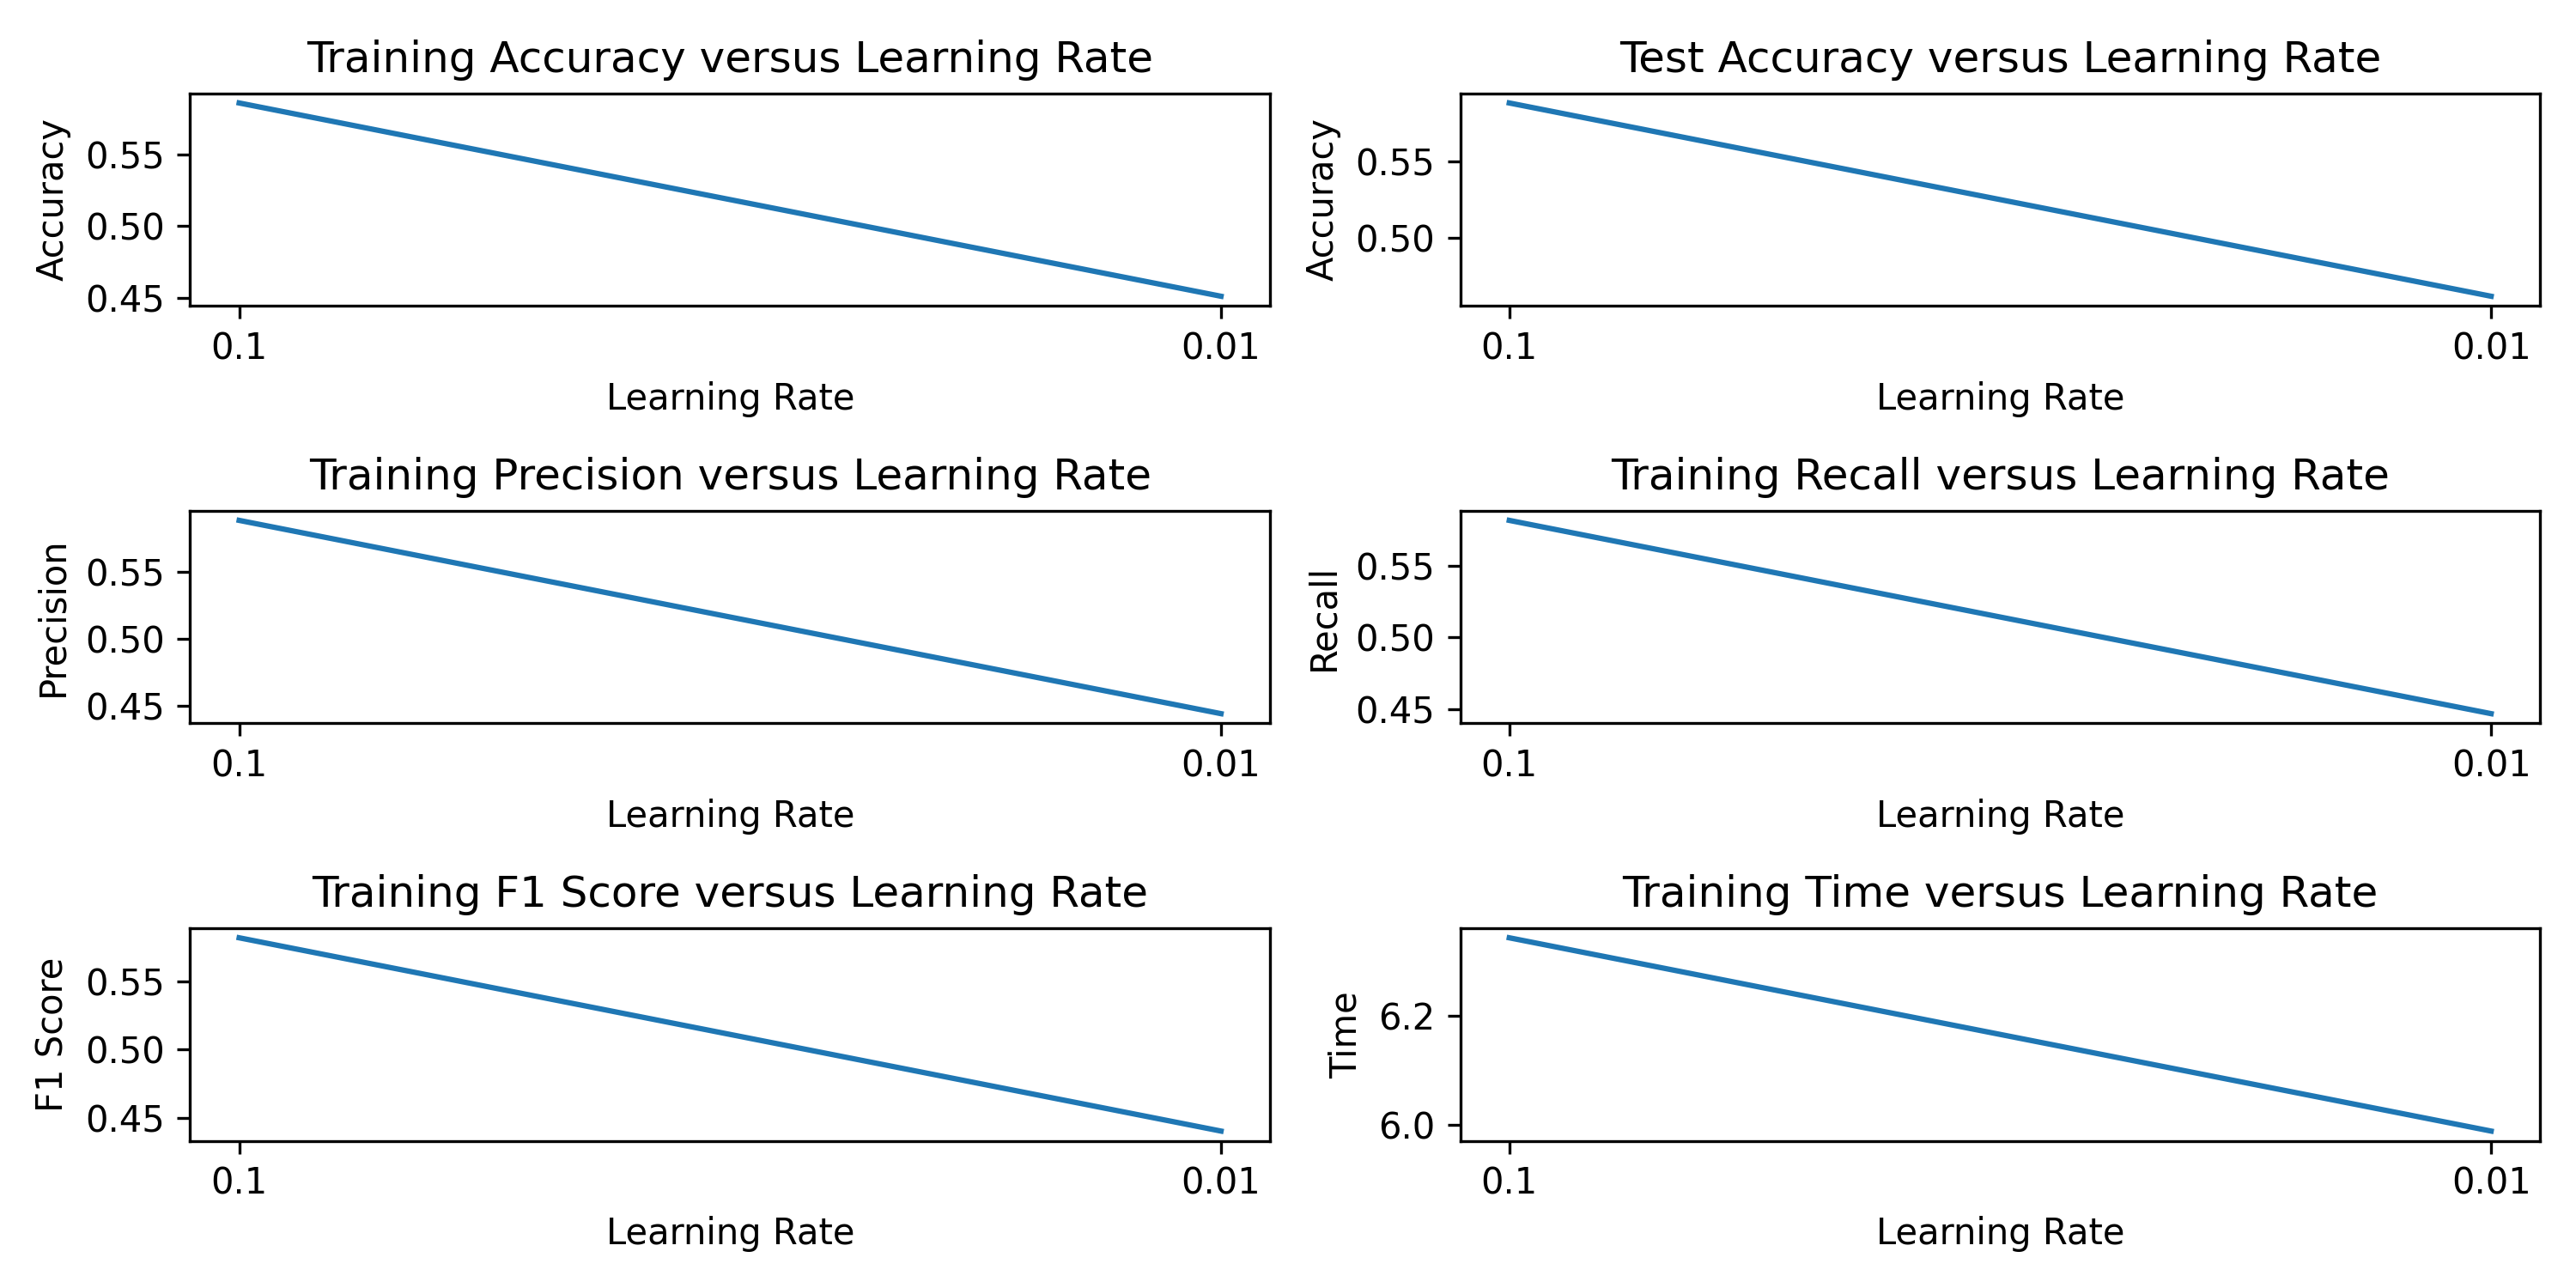 Training Accuracy versus Learning Rate
Accuracy
0.55
0.50
0.45
0.1 0.01
Learning Rate
Test Accuracy versus Learning Rate
Accuracy
0.55
0.50
0.1 0.01
Learning Rate
Training Precision versus Learning Rate
Precision
0.55
0.50
0.45
0.1 0.01
Learning Rate
Training Recall versus Learning Rate
Recall
0.55
0.50
0.45
0.1 0.01
Learning Rate
Training F1 Score versus Learning Rate
F1 Score
0.55
0.50
0.45
0.1 0.01
Learning Rate
Training Time versus Learning Rate
Time
6.2
6.0
0.1 0.01
Learning Rate